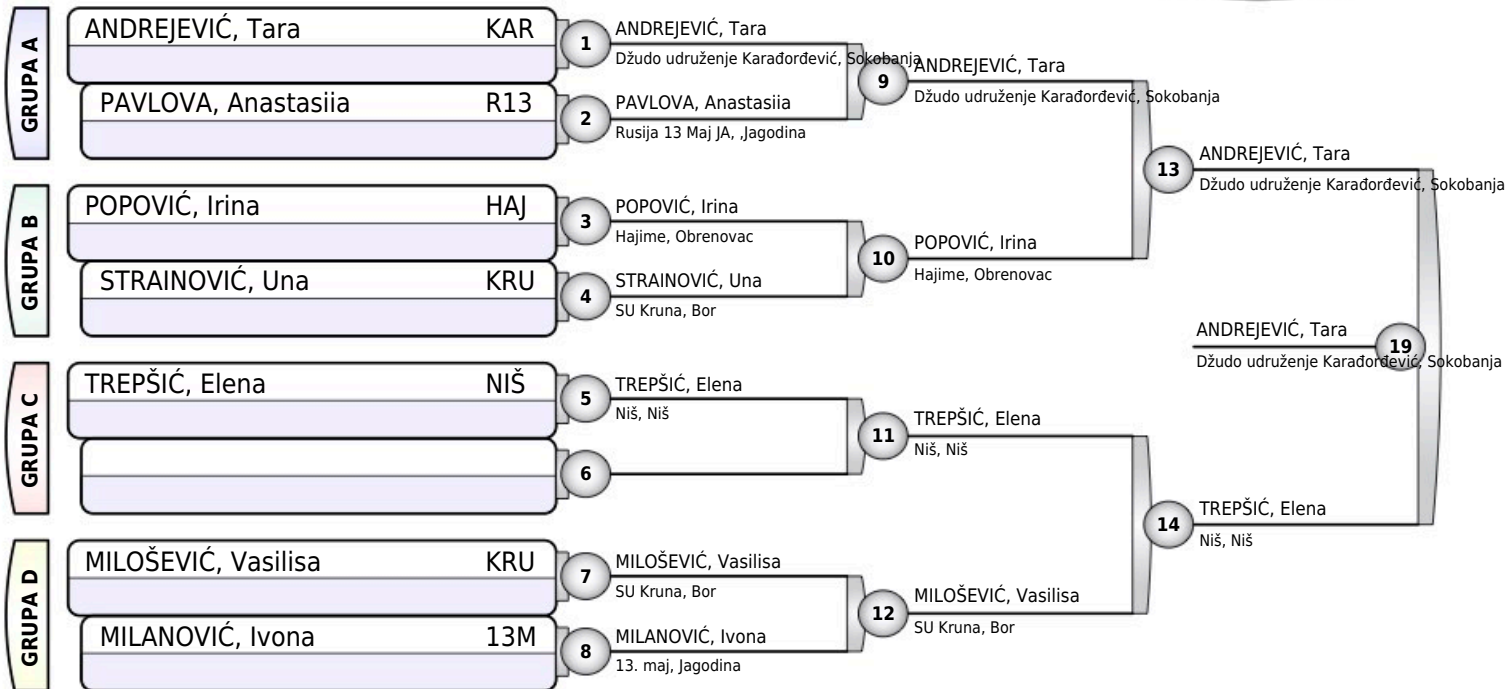 GRUPA A
ANDREJEVIĆ, Tara KAR
PAVLOVA, Anastasiia R13
1
ANDREJEVIĆ, Tara
Džudo udruženje Karađorđević, Sokobanja
2
PAVLOVA, Anastasiia
Rusija 13 Maj JA, ,Jagodina
9
ANDREJEVIĆ, Tara
Džudo udruženje Karađorđević, Sokobanja
GRUPA B
POPOVIĆ, Irina HAJ
STRAINOVIĆ, Una KRU
3
POPOVIĆ, Irina
Hajime, Obrenovac
4
STRAINOVIĆ, Una
SU Kruna, Bor
10
POPOVIĆ, Irina
Hajime, Obrenovac
13
ANDREJEVIĆ, Tara
Džudo udruženje Karađorđević, Sokobanja
GRUPA C
TREPŠIĆ, Elena NIŠ
5
TREPŠIĆ, Elena
Niš, Niš
6
11
TREPŠIĆ, Elena
Niš, Niš
GRUPA D
MILOŠEVIĆ, Vasilisa KRU
MILANOVIĆ, Ivona 13M
7
MILOŠEVIĆ, Vasilisa
SU Kruna, Bor
8
MILANOVIĆ, Ivona
13. maj, Jagodina
12
MILOŠEVIĆ, Vasilisa
SU Kruna, Bor
14
TREPŠIĆ, Elena
Niš, Niš
ANDREJEVIĆ, Tara
19
Džudo udruženje Karađorđević, Sokobanja